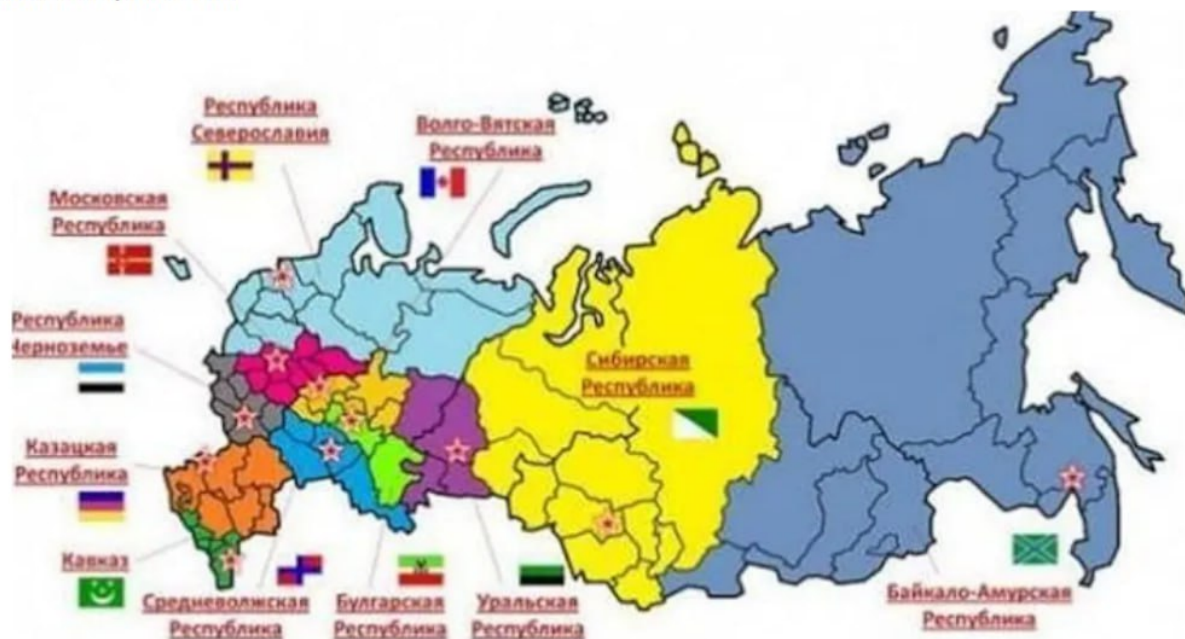 Республика
Северославия
Волго-Вятская
Республика
Московская
Республика
Республика
Черноземье
Сибирская
Республика
Казацкая
Республика
Кавказ
Средневолжская
Республика
Булгарская
Республика
Уральская
Республика
Байкало-Амурская
Республика